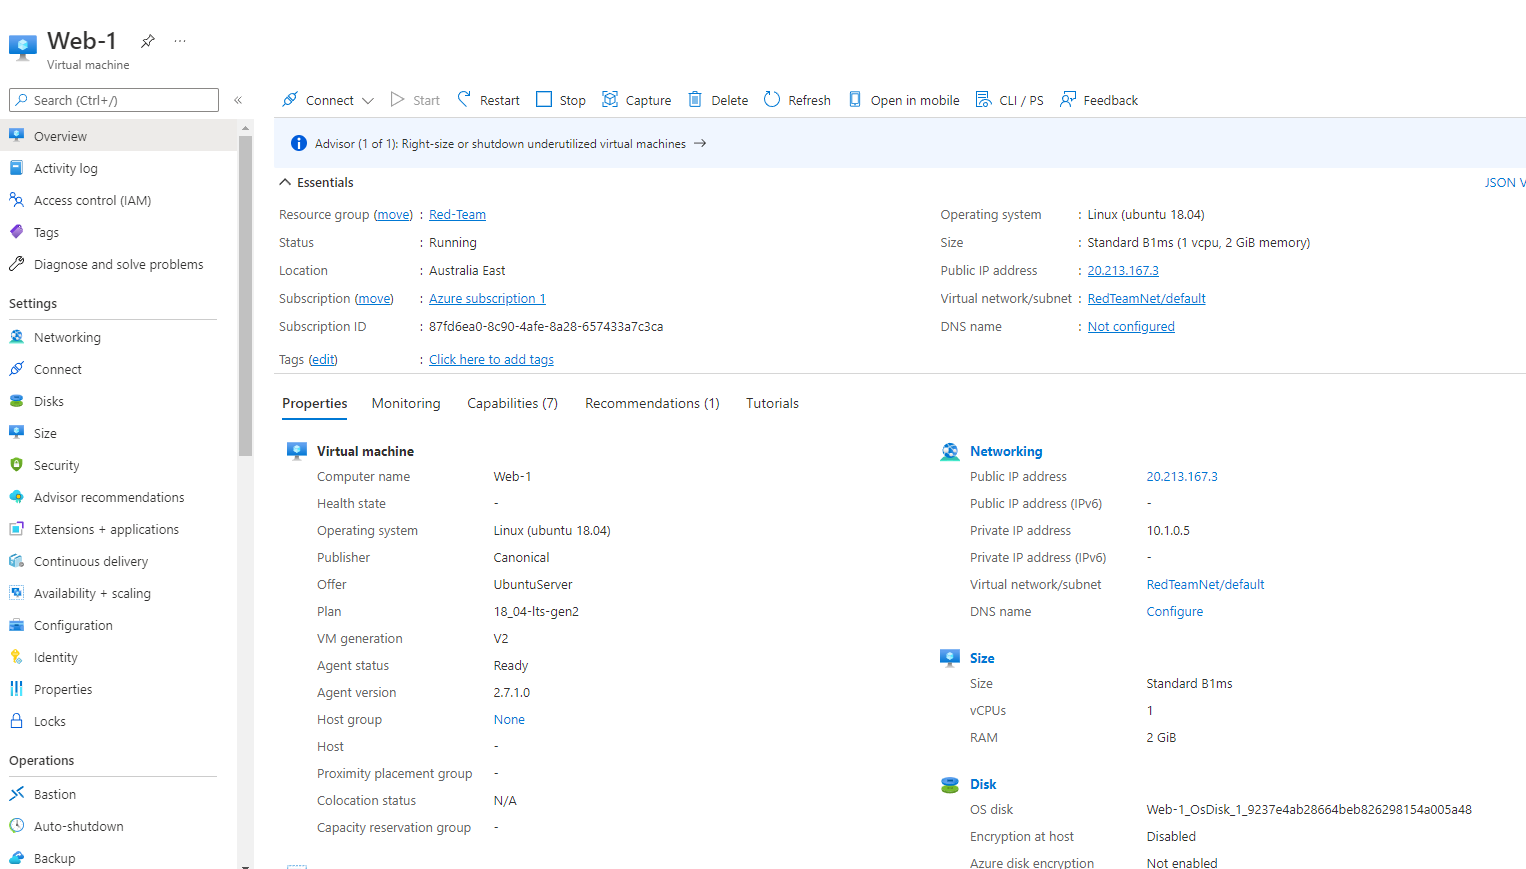 Web-1
Virtual machine
Search (Ctrl+/)
«
Overview
Activity log
Access control (IAM)
Tags
Diagnose and solve problems
Settings
Networking
Connect
Disks
Size
Security
Advisor recommendations
Extensions + applications
Continuous delivery
Availability + scaling
Configuration
Identity
Properties
Locks
Operations
Bastion
Auto-shutdown
Backup
Connect Start Restart Stop Capture Delete Refresh Open in mobile CLI / PS Feedback
Advisor (1 of 1): Right-size or shutdown underutilized virtual machines →
Essentials
JSON V
Resource group (move) : Red-Team
Status : Running
Location : Australia East
Subscription (move) : Azure subscription 1
Subscription ID : 87fd6ea0-8c90-4afe-8a28-657433a7c3ca
Tags (edit) : Click here to add tags
Operating system : Linux (ubuntu 18.04)
Size : Standard B1ms (1 vcpu, 2 GiB memory)
Public IP address : 20.213.167.3
Virtual network/subnet : RedTeamNet/default
DNS name : Not configured
Properties Monitoring Capabilities (7) Recommendations (1) Tutorials
Virtual machine
Computer name Web-1
Health state -
Operating system Linux (ubuntu 18.04)
Publisher Canonical
Offer UbuntuServer
Plan 18_04-lts-gen2
VM generation V2
Agent status Ready
Agent version 2.7.1.0
Host group None
Host -
Proximity placement group -
Colocation status N/A
Capacity reservation group -
Networking
Public IP address 20.213.167.3
Public IP address (IPv6) -
Private IP address 10.1.0.5
Private IP address (IPv6) -
Virtual network/subnet RedTeamNet/default
DNS name Configure
Size
Size Standard B1ms
vCPUs 1
RAM 2 GiB
Disk
OS disk Web-1_OsDisk_1_9237e4ab28664beb826298154a005a48
Encryption at host Disabled
Azure disk encryption Not enabled